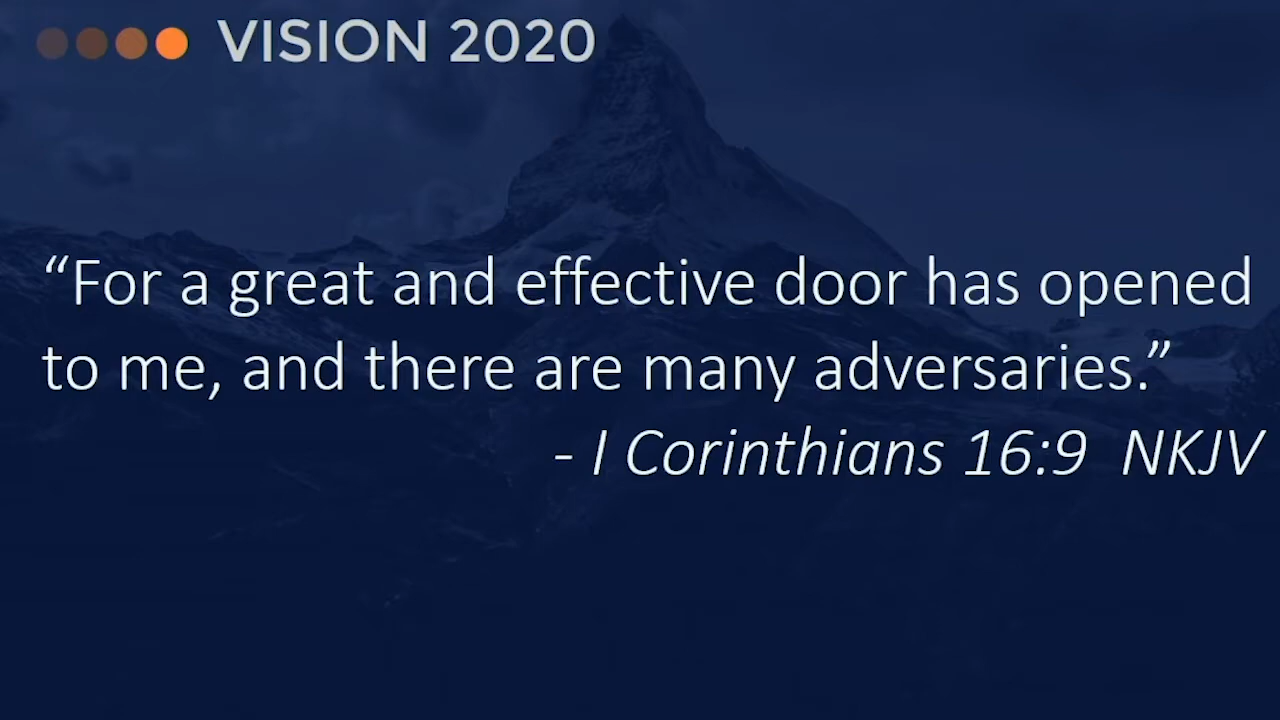 VISION 2020
“For a great and effective door has opened
to me, and there are many adversaries.”
- I Corinthians 16:9  NKJV